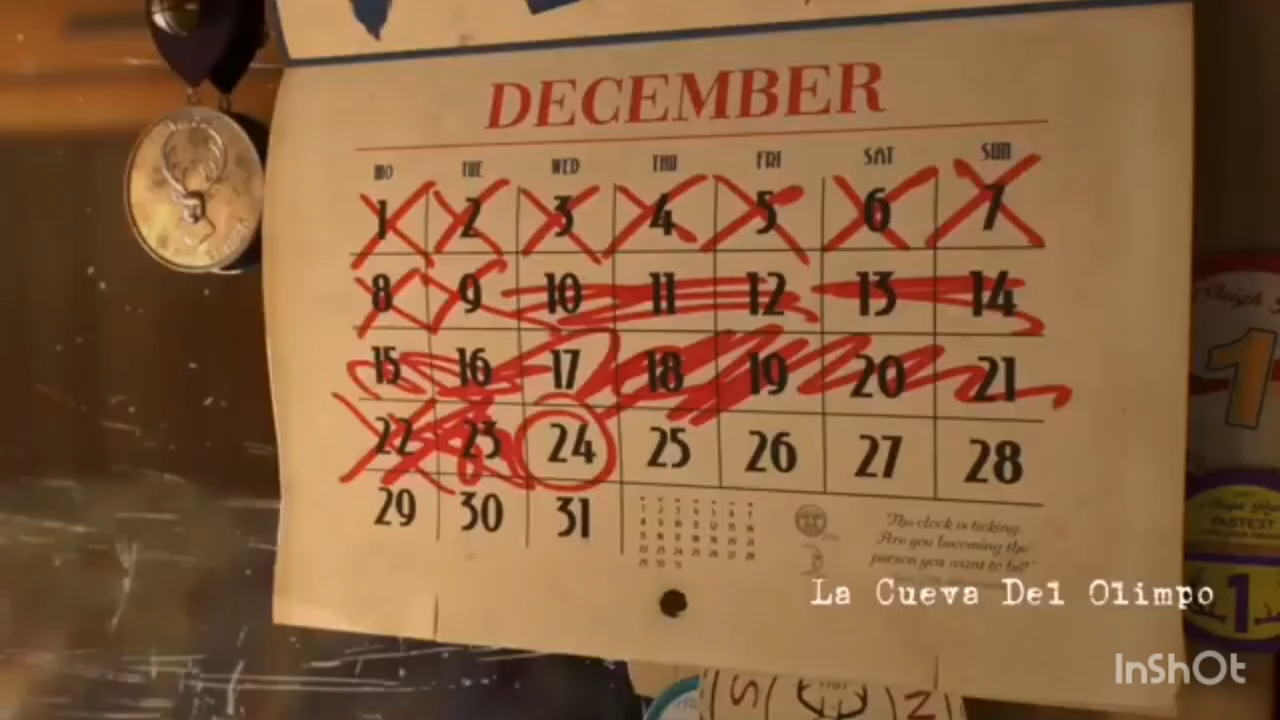 DECEMBER
MO TUE WED THU FRI SAT SUN
1 2 3 4 5 6 7
8 9 10 11 12 13 14
15 16 17 18 19 20 21
22 23 24 25 26 27 28
29 30 31
"The clock is ticking.
Are you becoming the
person you want to be?"
La Cueva Del Olimpo
InShOt
1
FASTEST
1
S N